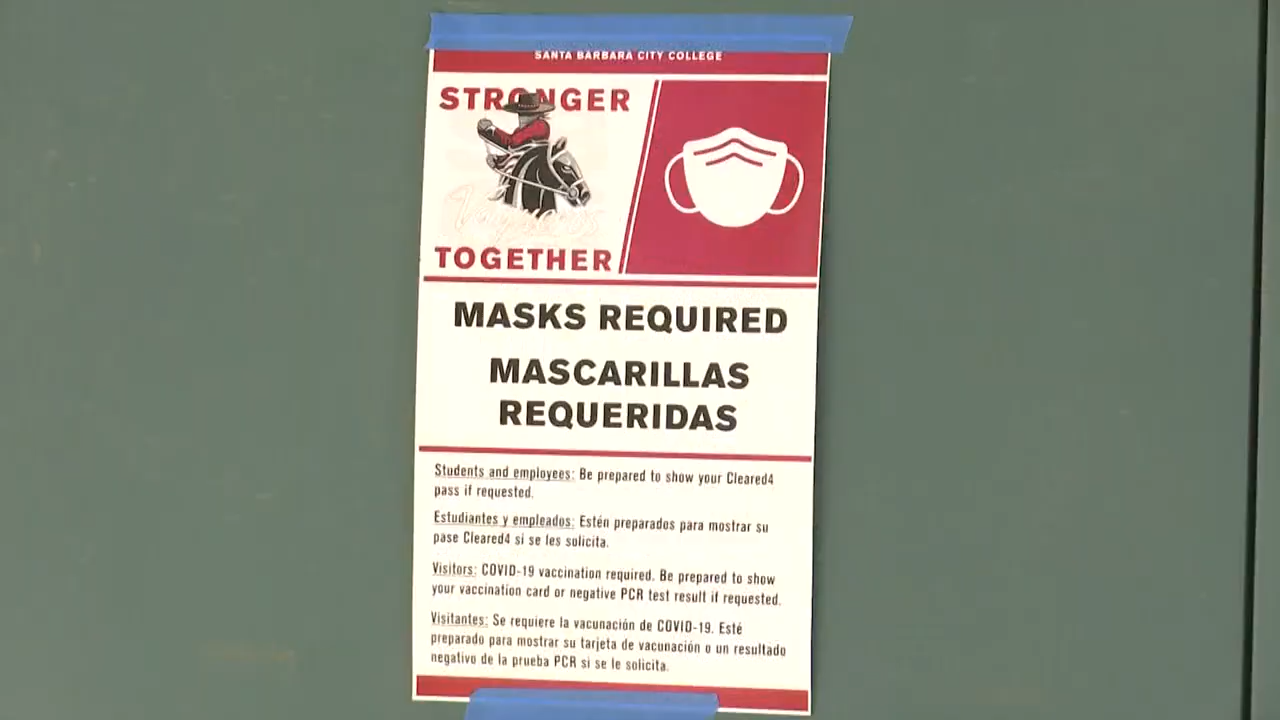 SANTA BARBARA CITY COLLEGE
STRONGER
Vaqueros
TOGETHER
MASKS REQUIRED
MASCARILLAS
REQUERIDAS
Students and employees: Be prepared to show your Cleared4
pass if requested.
Estudiantes y empleados: Estén preparados para mostrar su
pase Cleared4 si se les solicita.
Visitors: COVID-19 vaccination required. Be prepared to show
your vaccination card or negative PCR test result if requested.
Visitantes: Se requiere la vacunación de COVID-19. Esté
preparado para mostrar su tarjeta de vacunación o un resultado
negativo de la prueba PCR si se le solicita.